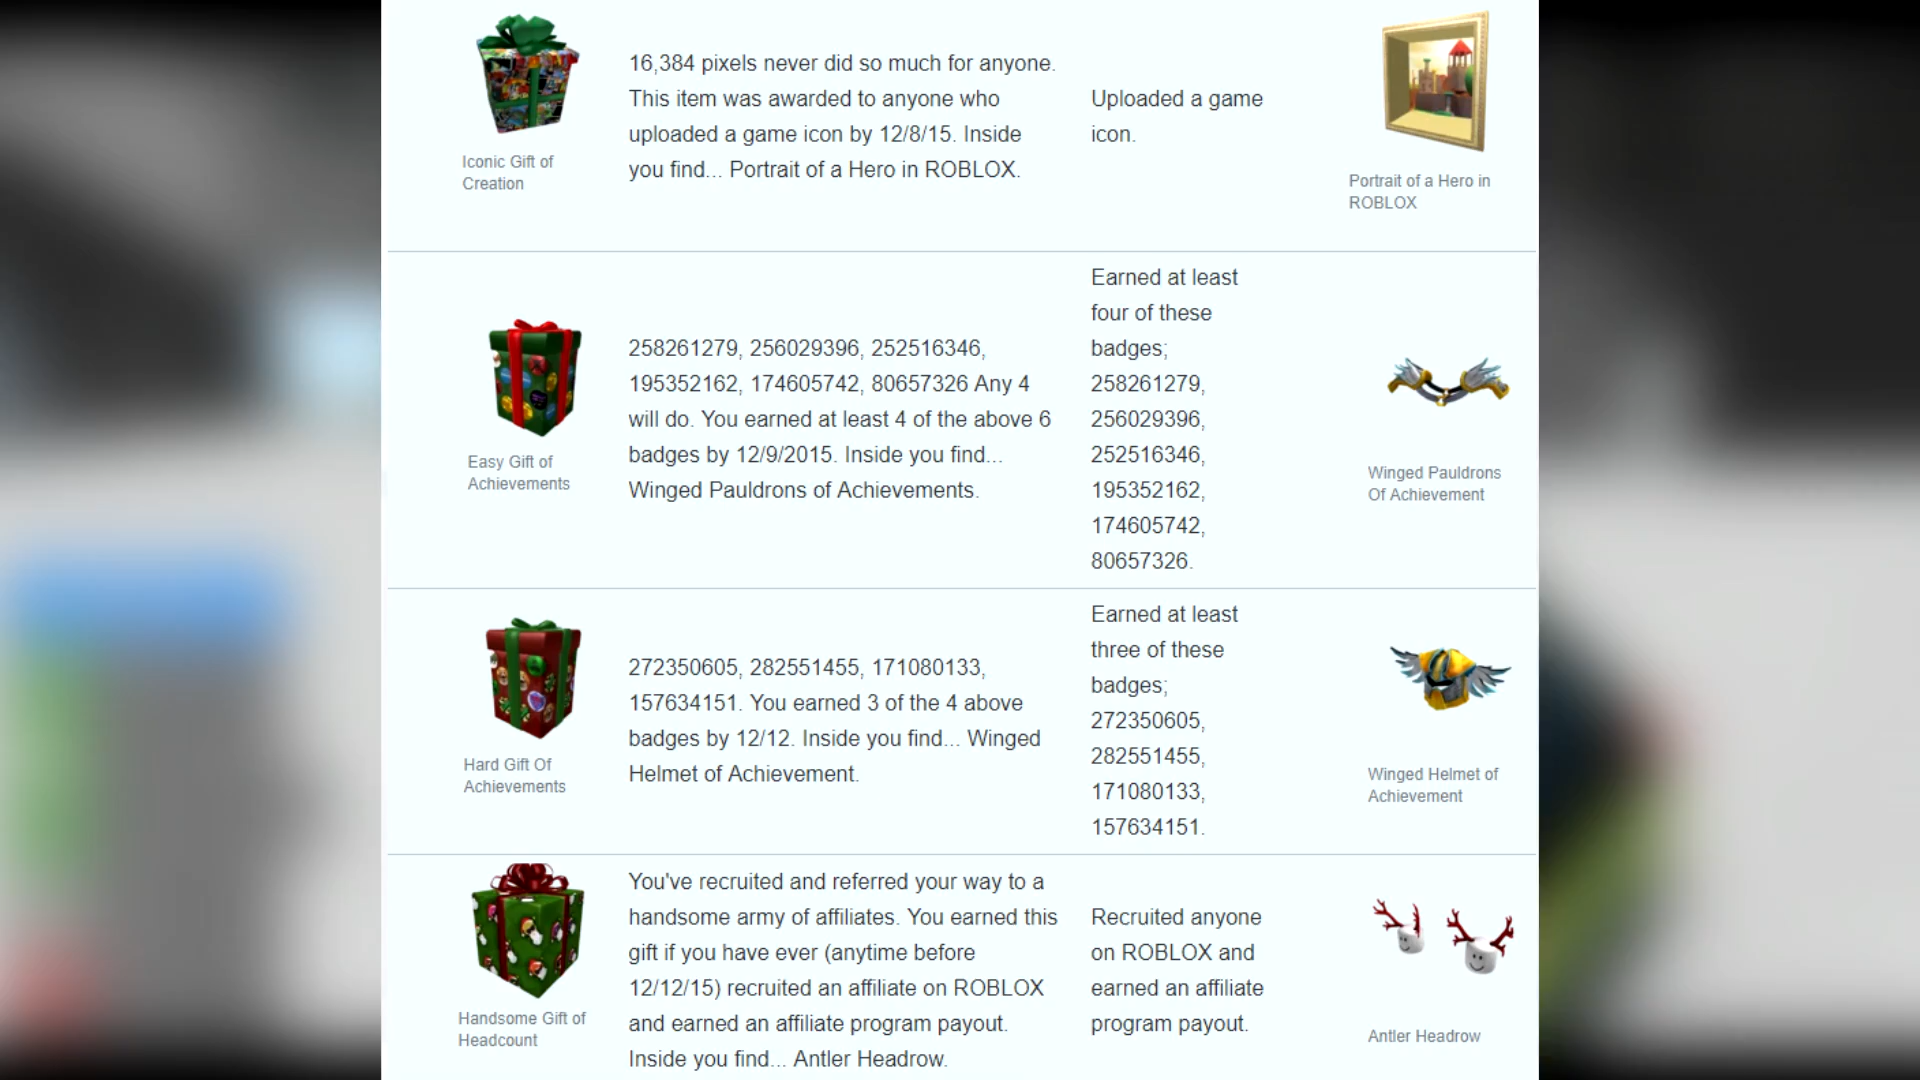 Iconic Gift of
Creation
16,384 pixels never did so much for anyone.
This item was awarded to anyone who
uploaded a game icon by 12/8/15. Inside
you find... Portrait of a Hero in ROBLOX.
Uploaded a game
icon.
Portrait of a Hero in
ROBLOX
Easy Gift of
Achievements
258261279, 256029396, 252516346,
195352162, 174605742, 80657326 Any 4
will do. You earned at least 4 of the above 6
badges by 12/9/2015. Inside you find...
Winged Pauldrons of Achievements.
Earned at least
four of these
badges;
258261279,
256029396,
252516346,
195352162,
174605742,
80657326.
Winged Pauldrons
Of Achievement
Hard Gift Of
Achievements
272350605, 282551455, 171080133,
157634151. You earned 3 of the 4 above
badges by 12/12. Inside you find... Winged
Helmet of Achievement.
Earned at least
three of these
badges;
272350605,
282551455,
171080133,
157634151.
Winged Helmet of
Achievement
Handsome Gift of
Headcount
You've recruited and referred your way to a
handsome army of affiliates. You earned this
gift if you have ever (anytime before
12/12/15) recruited an affiliate on ROBLOX
and earned an affiliate program payout.
Inside you find... Antler Headrow.
Recruited anyone
on ROBLOX and
earned an affiliate
program payout.
Antler Headrow